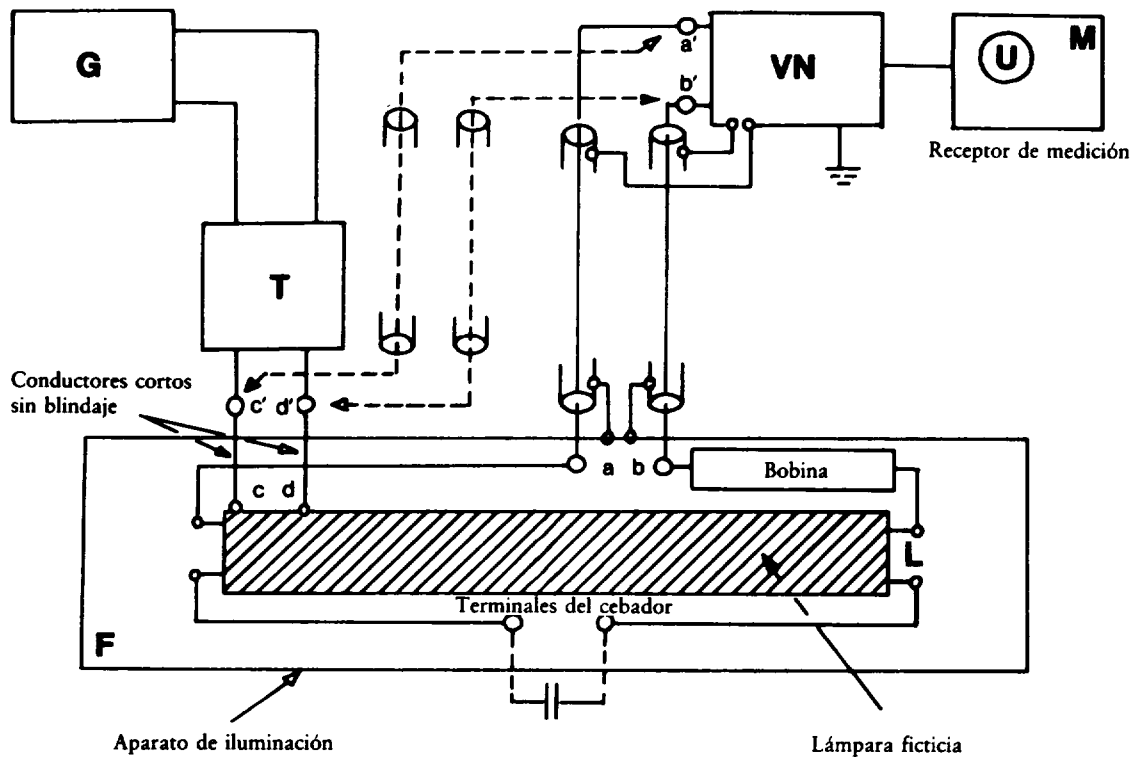 G
a'
b'
VN
U
M
Receptor de medición
T
Conductores cortos
sin blindaje
c' d'
a b
Bobina
c d
L
Terminales del cebador
F
Aparato de iluminación
Lámpara ficticia